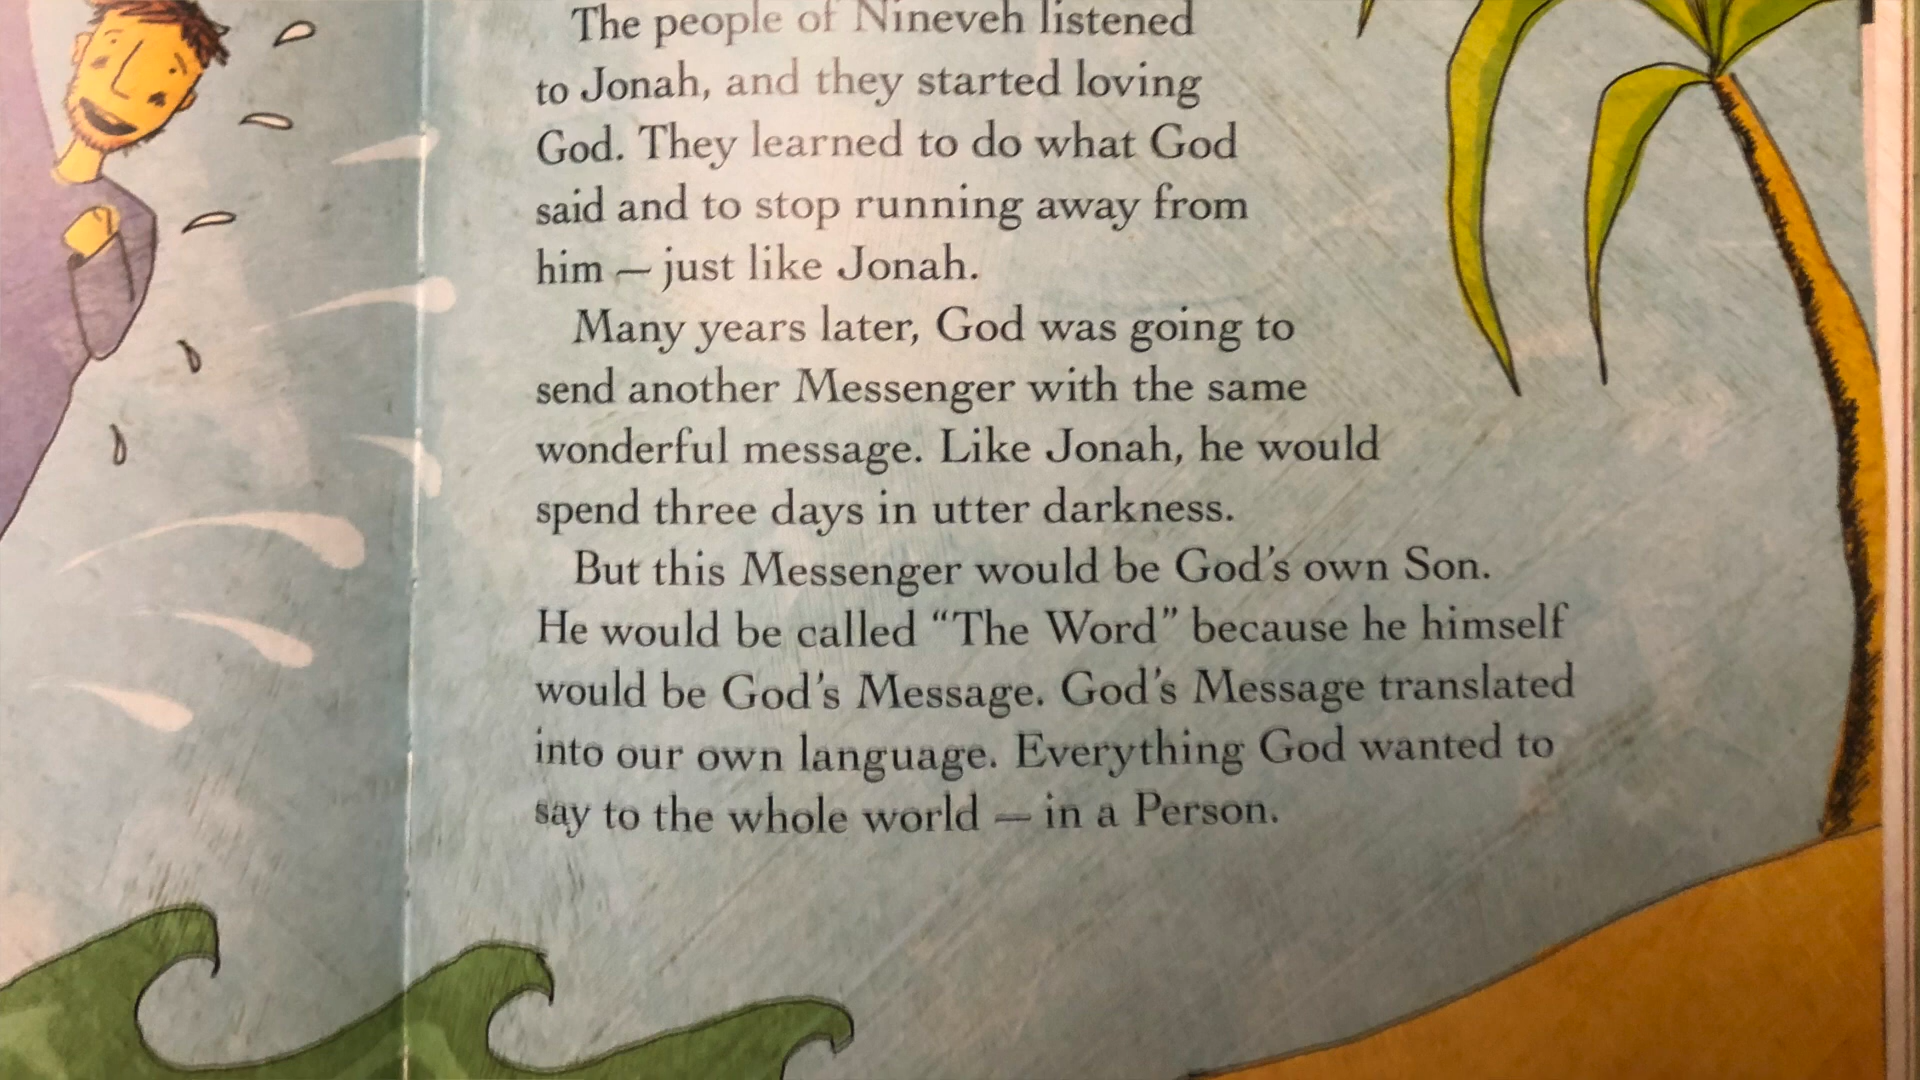 The people of Nineveh listened
to Jonah, and they started loving
God. They learned to do what God
said and to stop running away from
him — just like Jonah.
Many years later, God was going to
send another Messenger with the same
wonderful message. Like Jonah, he would
spend three days in utter darkness.
But this Messenger would be God's own Son.
He would be called “The Word” because he himself
would be God's Message. God's Message translated
into our own language. Everything God wanted to
say to the whole world — in a Person.